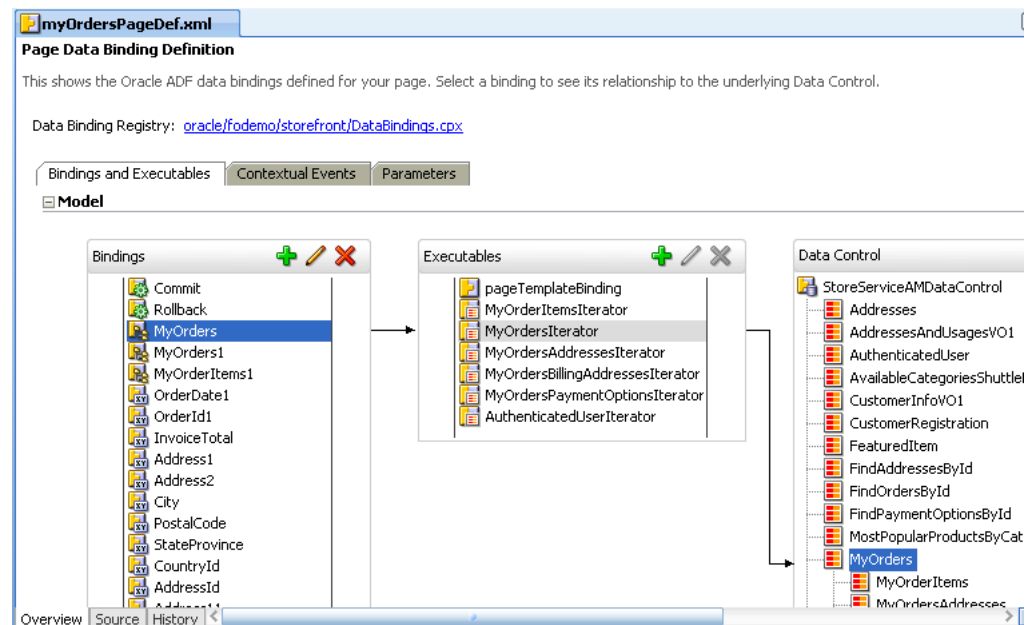 myOrdersPageDef.xml
Page Data Binding Definition
This shows the Oracle ADF data bindings defined for your page. Select a binding to see its relationship to the underlying Data Control.
Data Binding Registry: oracle/fodemo/storefront/DataBindings.cpx
Bindings and Executables Contextual Events Parameters
Model
Bindings
Commit
Rollback
MyOrders
MyOrders1
MyOrderItems1
OrderDate1
OrderId1
InvoiceTotal
Address1
Address2
City
PostalCode
StateProvince
CountryId
AddressId
Address11
Executables
pageTemplateBinding
MyOrderItemsIterator
MyOrdersIterator
MyOrdersAddressesIterator
MyOrdersBillingAddressesIterator
MyOrdersPaymentOptionsIterator
AuthenticatedUserIterator
Data Control
StoreServiceAMDataControl
Addresses
AddressesAndUsagesVO1
AuthenticatedUser
AvailableCategoriesShuttle
CustomerInfoVO1
CustomerRegistration
FeaturedItem
FindAddressesById
FindOrdersById
FindPaymentOptionsById
MostPopularProductsByCat
MyOrders
MyOrderItems
MyOrdersAddresses
Overview Source History